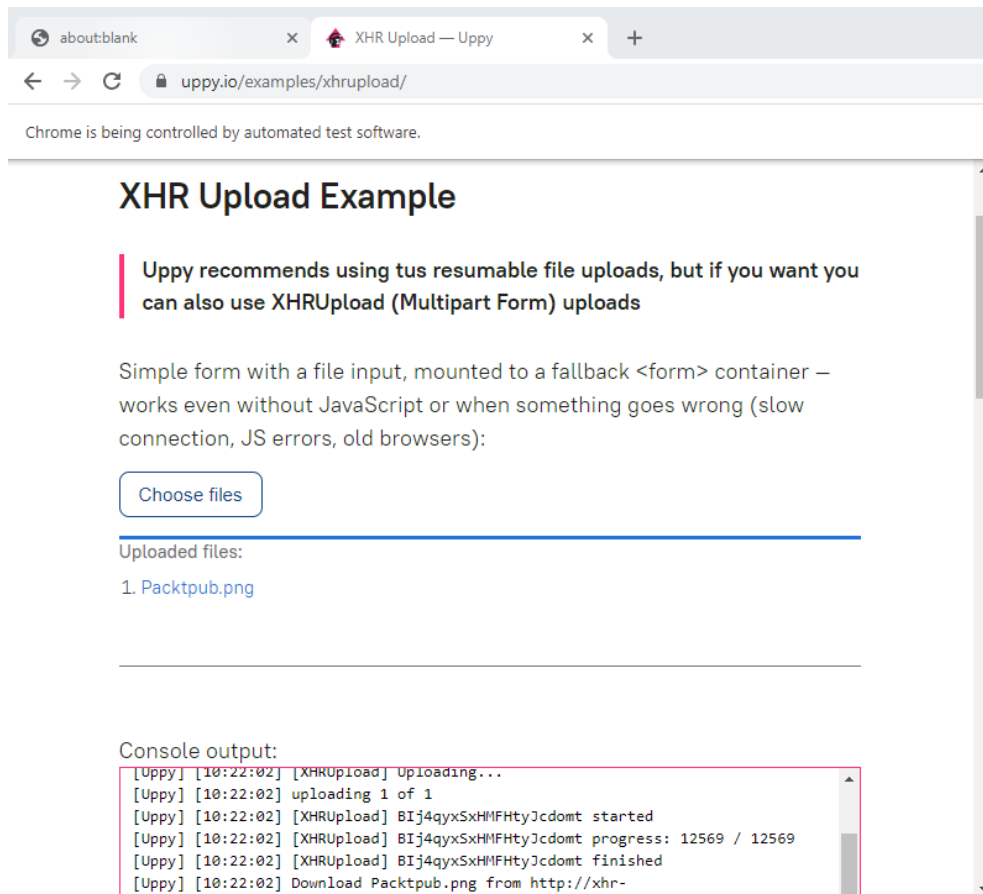 about:blank
XHR Upload — Uppy
uppy.io/examples/xhrupload/
Chrome is being controlled by automated test software.
XHR Upload Example
Uppy recommends using tus resumable file uploads, but if you want you
can also use XHRUpload (Multipart Form) uploads
Simple form with a file input, mounted to a fallback <form> container —
works even without JavaScript or when something goes wrong (slow
connection, JS errors, old browsers):
Choose files
Uploaded files:
1. Packtpub.png
Console output:
[Uppy] [10:22:02] [XHRUpload] Uploading...
[Uppy] [10:22:02] uploading 1 of 1
[Uppy] [10:22:02] [XHRUpload] BIj4qyxSxHMFHtyJcdomt started
[Uppy] [10:22:02] [XHRUpload] BIj4qyxSxHMFHtyJcdomt progress: 12569 / 12569
[Uppy] [10:22:02] [XHRUpload] BIj4qyxSxHMFHtyJcdomt finished
[Uppy] [10:22:02] Download Packtpub.png from http://xhr-